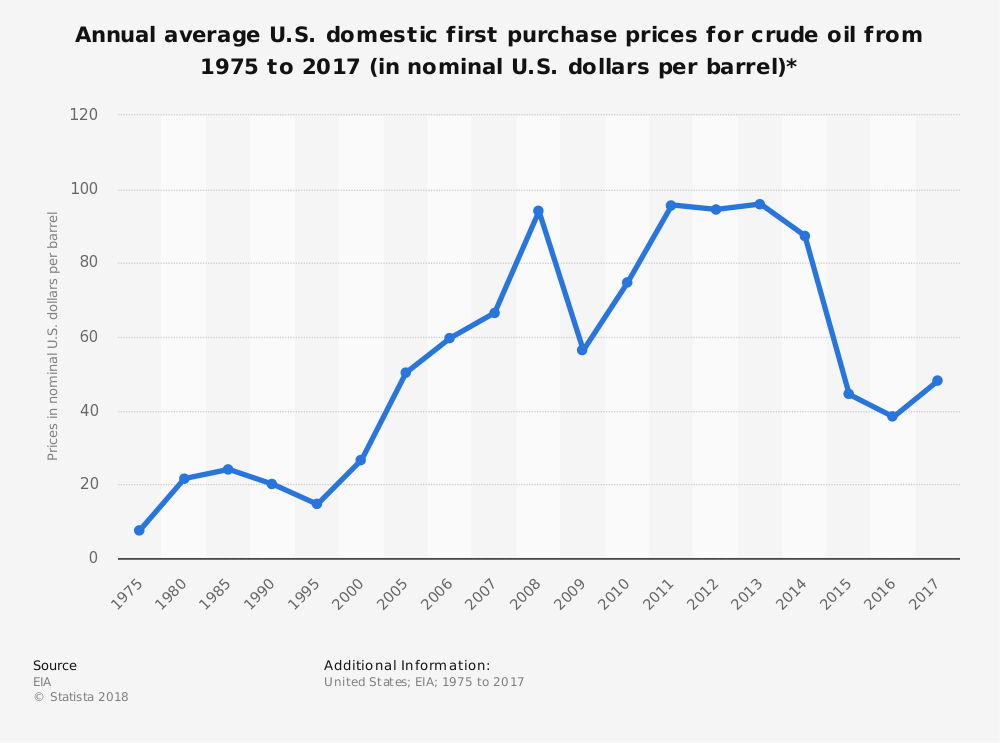 Annual average U.S. domestic first purchase prices for crude oil from
1975 to 2017 (in nominal U.S. dollars per barrel)*
120
100
80
60
40
20
0
Prices in nominal U.S. dollars per barrel
1975 1980 1985 1990 1995 2000 2005 2006 2007 2008 2009 2010 2011 2012 2013 2014 2015 2016 2017
Source
EIA
© Statista 2018
Additional Information:
United States; EIA; 1975 to 2017